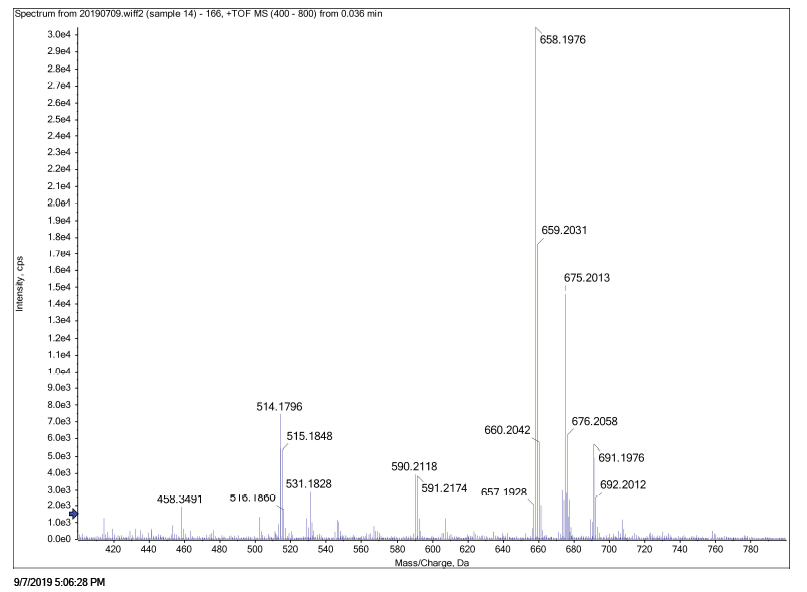 Spectrum from 20190709.wiff2 (sample 14) - 166, +TOF MS (400 - 800) from 0.036 min
3.0e4
658.1976
2.9e4
2.8e4
2.7e4
2.6e4
2.5e4
2.4e4
2.3e4
2.2e4
2.1e4
2.0e4
1.9e4
659.2031
1.8e4
1.7e4
1.6e4
675.2013
1.5e4
1.4e4
1.3e4
1.2e4
1.1e4
1.0e4
9.0e3
8.0e3
514.1796
7.0e3
676.2058
6.0e3
660.2042
515.1848
5.0e3
691.1976
590.2118
4.0e3
531.1828
591.2174
692.2012
3.0e3
458.3491
516.1860
657.1928
2.0e3
1.0e3
0.0e0
Intensity, cps
420 440 460 480 500 520 540 560 580 600 620 640 660 680 700 720 740 760 780
Mass/Charge, Da
9/7/2019 5:06:28 PM